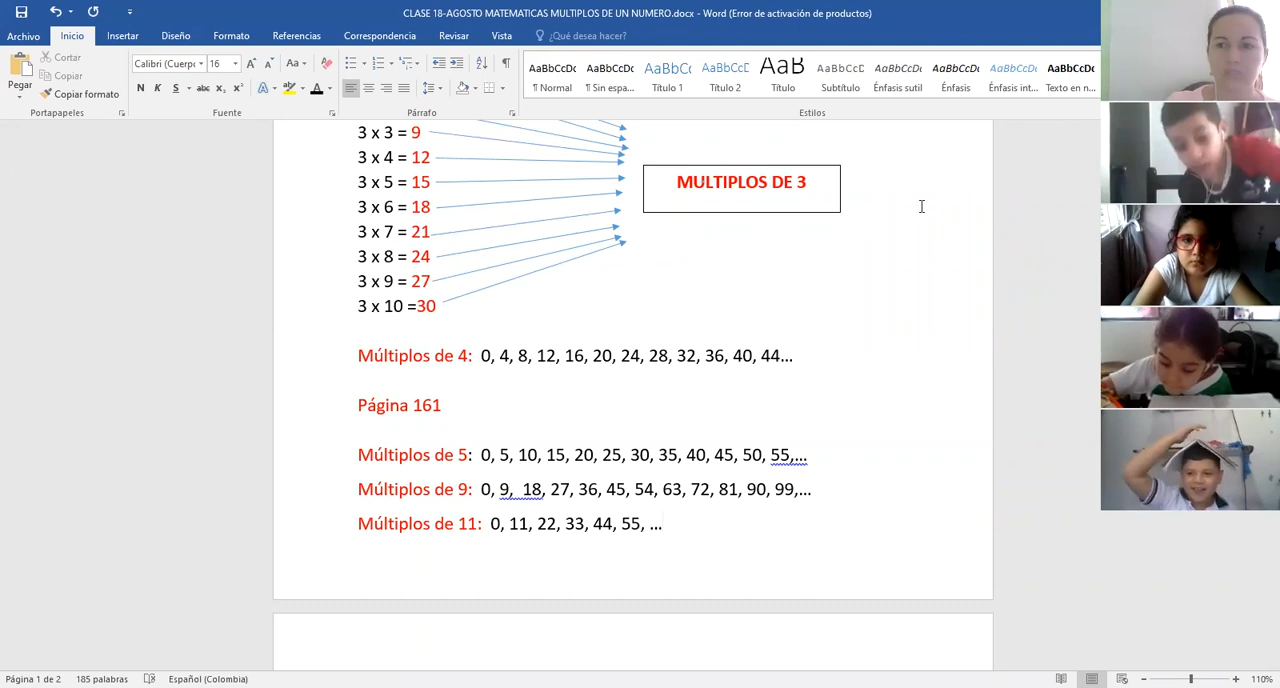 CLASE 18-AGOSTO MATEMATICAS MULTIPLOS DE UN NUMERO.docx - Word (Error de activación de productos)
Archivo Inicio Insertar Diseño Formato Referencias Correspondencia Revisar Vista ¿Qué desea hacer?
Pegar
Cortar
Copiar
Copiar formato
Portapapeles
Calibri (Cuerp 16 Aa
N K S abc x₂ x² A A
Fuente
Párrafo
AaBbCcDc AaBbCcDc AaBbCc AaBbCcD AaB AaBbCcD AaBbCcDc AaBbCcDc AaBbCcDc AaBbCcDc
¶ Normal ¶ Sin espa... Título 1 Título 2 Título Subtítulo Énfasis sutil Énfasis Énfasis int... Texto en n...
Estilos
3 x 3 = 9
3 x 4 = 12
3 x 5 = 15
3 x 6 = 18
3 x 7 = 21
3 x 8 = 24
3 x 9 = 27
3 x 10 =30
MULTIPLOS DE 3
Múltiplos de 4: 0, 4, 8, 12, 16, 20, 24, 28, 32, 36, 40, 44...
Página 161
Múltiplos de 5: 0, 5, 10, 15, 20, 25, 30, 35, 40, 45, 50, 55,...
Múltiplos de 9: 0, 9, 18, 27, 36, 45, 54, 63, 72, 81, 90, 99,...
Múltiplos de 11: 0, 11, 22, 33, 44, 55, ...
Página 1 de 2 185 palabras Español (Colombia) 110%